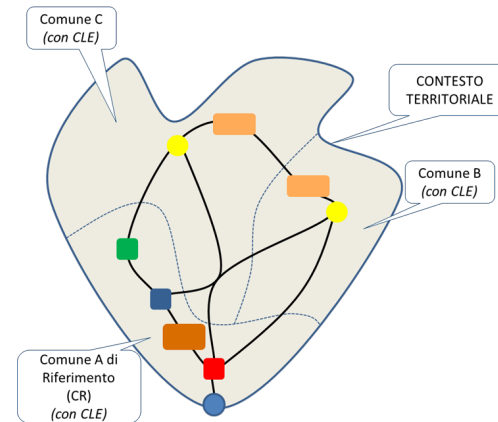 Comune C
(con CLE)
CONTESTO
TERRITORIALE
Comune B
(con CLE)
Comune A di
Riferimento
(CR)
(con CLE)